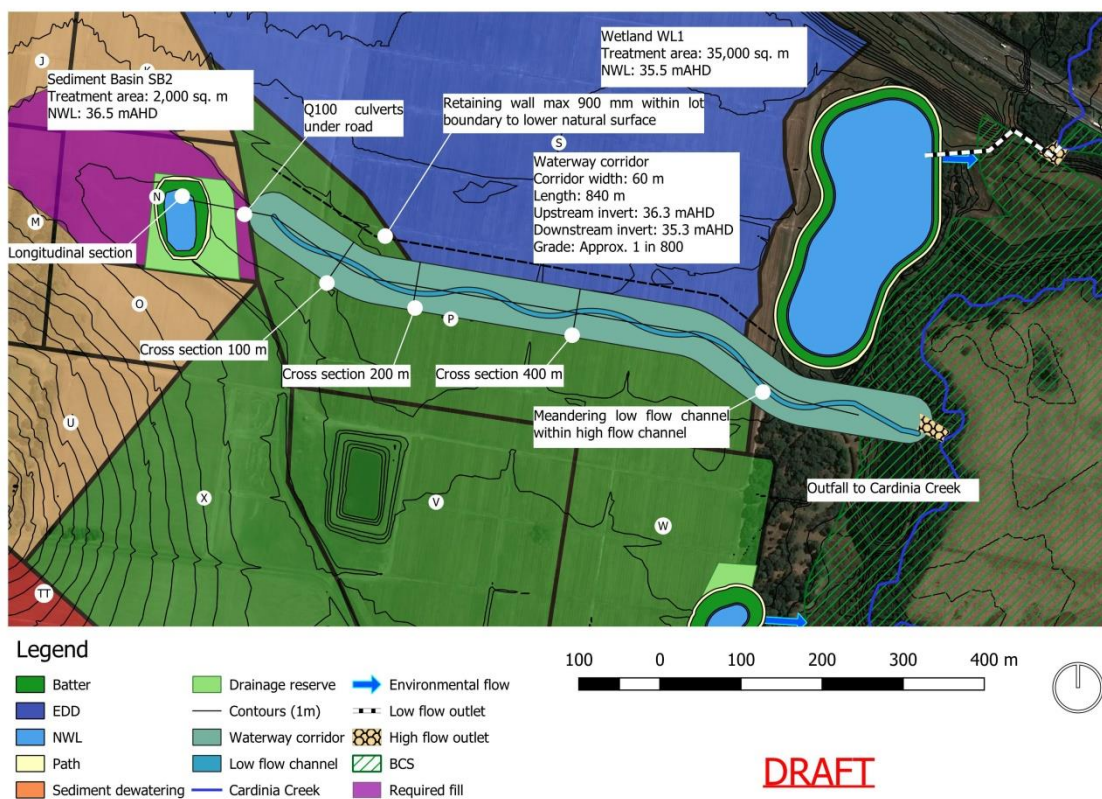 J
K
Sediment Basin SB2
Treatment area: 2,000 sq. m
NWL: 36.5 mAHD
Q100 culverts
under road
Retaining wall max 900 mm within lot
boundary to lower natural surface
Wetland WL1
Treatment area: 35,000 sq. m
NWL: 35.5 mAHD
S
Waterway corridor
Corridor width: 60 m
Length: 840 m
Upstream invert: 36.3 mAHD
Downstream invert: 35.3 mAHD
Grade: Approx. 1 in 800
N
M
Longitudinal section
O
P
Cross section 100 m
Cross section 200 m
Cross section 400 m
Meandering low flow channel
within high flow channel
U
X
V
W
Outfall to Cardinia Creek
TT
Legend
Batter
EDD
NWL
Path
Sediment dewatering
Drainage reserve
Contours (1m)
Waterway corridor
Low flow channel
Cardinia Creek
Environmental flow
Low flow outlet
High flow outlet
BCS
Required fill
100 0 100 200 300 400 m
DRAFT